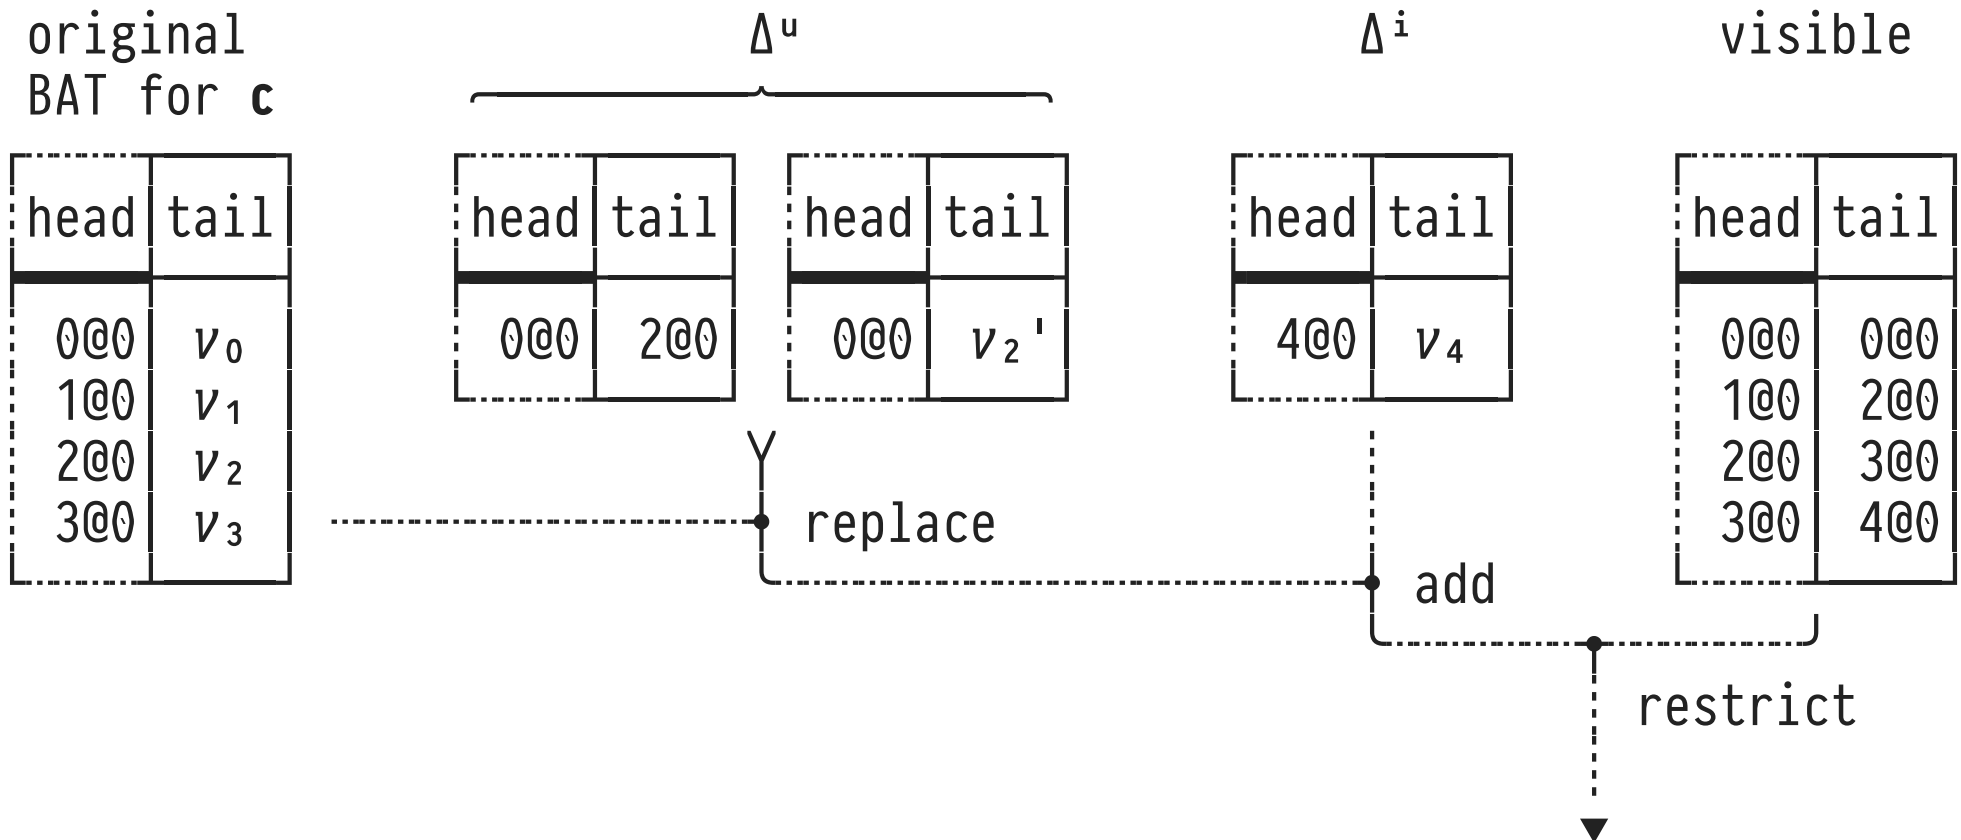 original Δᵘ Δⁱ visible
BAT for c
head tail head tail head tail head tail head tail
0@0 v₀ 0@0 2@0 0@0 v₂' 4@0 v₄ 0@0 0@0
1@0 v₁ 1@0 2@0
2@0 v₂ 2@0 3@0
3@0 v₃ replace 3@0 4@0
add
restrict